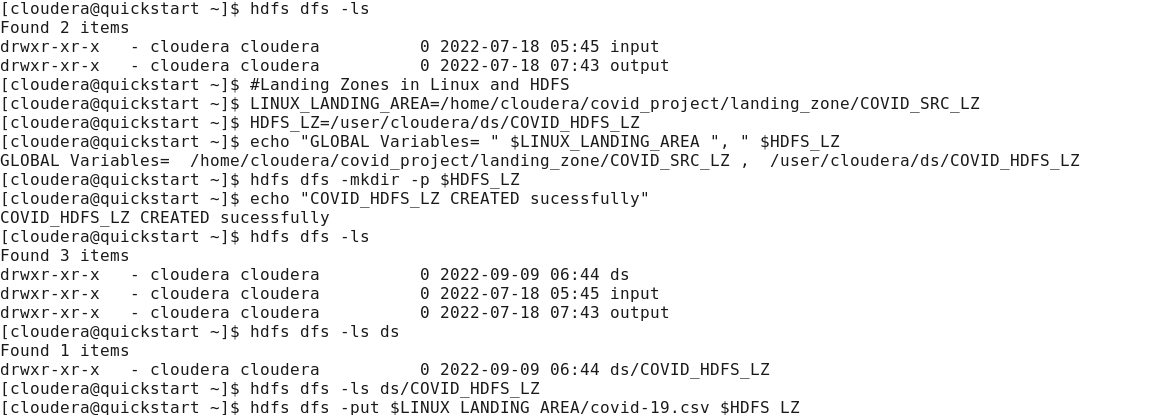 [cloudera@quickstart ~]$ hdfs dfs -ls
Found 2 items
drwxr-xr-x   - cloudera cloudera          0 2022-07-18 05:45 input
drwxr-xr-x   - cloudera cloudera          0 2022-07-18 07:43 output
[cloudera@quickstart ~]$ #Landing Zones in Linux and HDFS
[cloudera@quickstart ~]$ LINUX_LANDING_AREA=/home/cloudera/covid_project/landing_zone/COVID_SRC_LZ
[cloudera@quickstart ~]$ HDFS_LZ=/user/cloudera/ds/COVID_HDFS_LZ
[cloudera@quickstart ~]$ echo "GLOBAL Variables= " $LINUX_LANDING_AREA ", " $HDFS_LZ
GLOBAL Variables=  /home/cloudera/covid_project/landing_zone/COVID_SRC_LZ ,  /user/cloudera/ds/COVID_HDFS_LZ
[cloudera@quickstart ~]$ hdfs dfs -mkdir -p $HDFS_LZ
[cloudera@quickstart ~]$ echo "COVID_HDFS_LZ CREATED sucessfully"
COVID_HDFS_LZ CREATED sucessfully
[cloudera@quickstart ~]$ hdfs dfs -ls
Found 3 items
drwxr-xr-x   - cloudera cloudera          0 2022-09-09 06:44 ds
drwxr-xr-x   - cloudera cloudera          0 2022-07-18 05:45 input
drwxr-xr-x   - cloudera cloudera          0 2022-07-18 07:43 output
[cloudera@quickstart ~]$ hdfs dfs -ls ds
Found 1 items
drwxr-xr-x   - cloudera cloudera          0 2022-09-09 06:44 ds/COVID_HDFS_LZ
[cloudera@quickstart ~]$ hdfs dfs -ls ds/COVID_HDFS_LZ
[cloudera@quickstart ~]$ hdfs dfs -put $LINUX_LANDING_AREA/covid-19.csv $HDFS_LZ